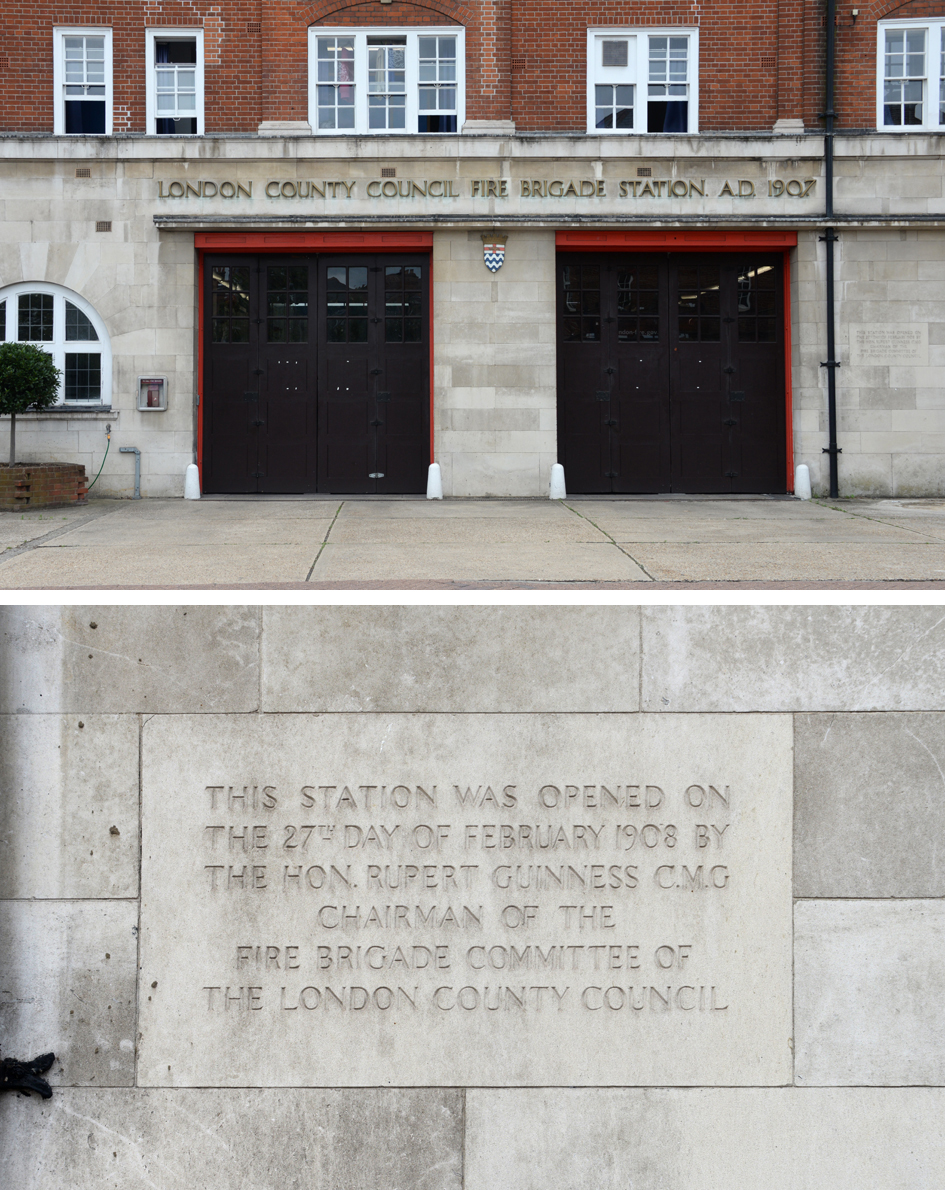 LONDON COUNTY COUNCIL FIRE BRIGADE STATION. A.D. 1907
THIS STATION WAS OPENED ON
THE 27TH DAY OF FEBRUARY 1908 BY
THE HON. RUPERT GUINNESS C.M.G
CHAIRMAN OF THE
FIRE BRIGADE COMMITTEE OF
THE LONDON COUNTY COUNCIL